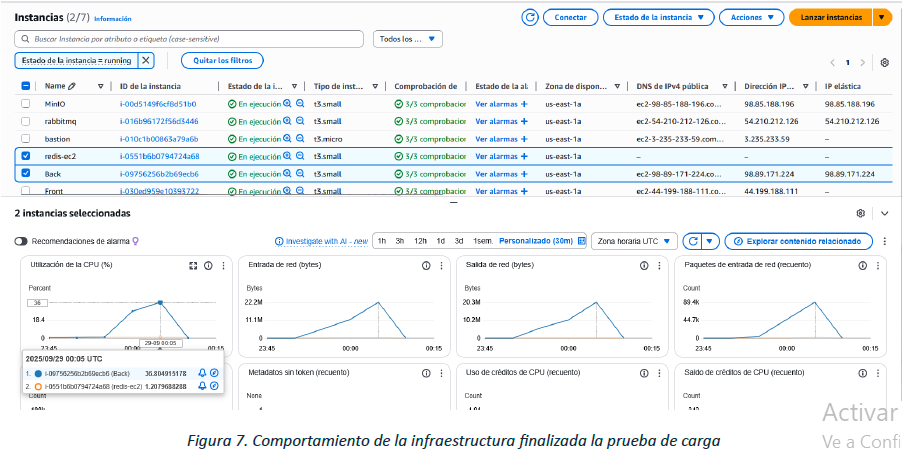 Instancias (2/7) Información
Conectar Estado de la instancia Acciones Lanzar instancias
Buscar Instancia por atributo o etiqueta (case-sensitive) Todos los ...
Estado de la instancia = running Quitar los filtros
1
Name ID de la instancia Estado de la i... Tipo de inst... Comprobación de Estado de la al Zona de dispon... DNS de IPv4 pública Dirección IP... IP elástica
MinIO i-00d5149f6cf8d51b0 En ejecución t3.small 3/3 comprobacior Ver alarmas + us-east-1a ec2-98-85-188-196.co... 98.85.188.196 98.85.188.196
rabbitmq i-016b96172f56d3446 En ejecución t3.small 3/3 comprobacior Ver alarmas + us-east-1a ec2-54-210-212-126.co... 54.210.212.126 54.210.212.126
bastion i-010c1b00863a79a6b En ejecución t3.micro 3/3 comprobacior Ver alarmas + us-east-1a ec2-3-235-233-59.com... 3.235.233.59 –
redis-ec2 i-0551b6b0794724a68 En ejecución t3.small 3/3 comprobacior Ver alarmas + us-east-1a – – –
Back i-09756256b2b69ecb6 En ejecución t3.small 3/3 comprobacior Ver alarmas + us-east-1a ec2-98-89-171-224.co... 98.89.171.224 98.89.171.224
Front i-030ed959e10393722 En ejecución t3.small 3/3 comprobacior Ver alarmas + us-east-1a ec2-44-199-188-111.co... 44.199.188.111 –
2 instancias seleccionadas
Recomendaciones de alarma Investigate with AI - new 1h 3h 12h 1d 3d 1sem. Personalizado (30m) Zona horaria UTC Explorar contenido relacionado
Utilización de la CPU (%) Entrada de red (bytes) Salida de red (bytes) Paquetes de entrada de red (recuento)
Percent Bytes Bytes Count
36 22.2M 20.3M 89.4k
18.4 11.1M 10.2M 44.7k
0 0 0 0
23:45 29-09 00:05 00:15 23:45 00:00 00:15 23:45 00:00 00:15 23:45 00:00 00:15
2025/09/29 00:05 UTC
1. i-09756256b2b69ecb6 (Back) 36.804915178
2. i-0551b6b0794724a68 (redis-ec2) 1.2079688288
Metadatos sin token (recuento) Uso de créditos de CPU (recuento) Saldo de créditos de CPU (recuento)
Count None Count Count
Activar
Ve a Confi
Figura 7. Comportamiento de la infraestructura finalizada la prueba de carga